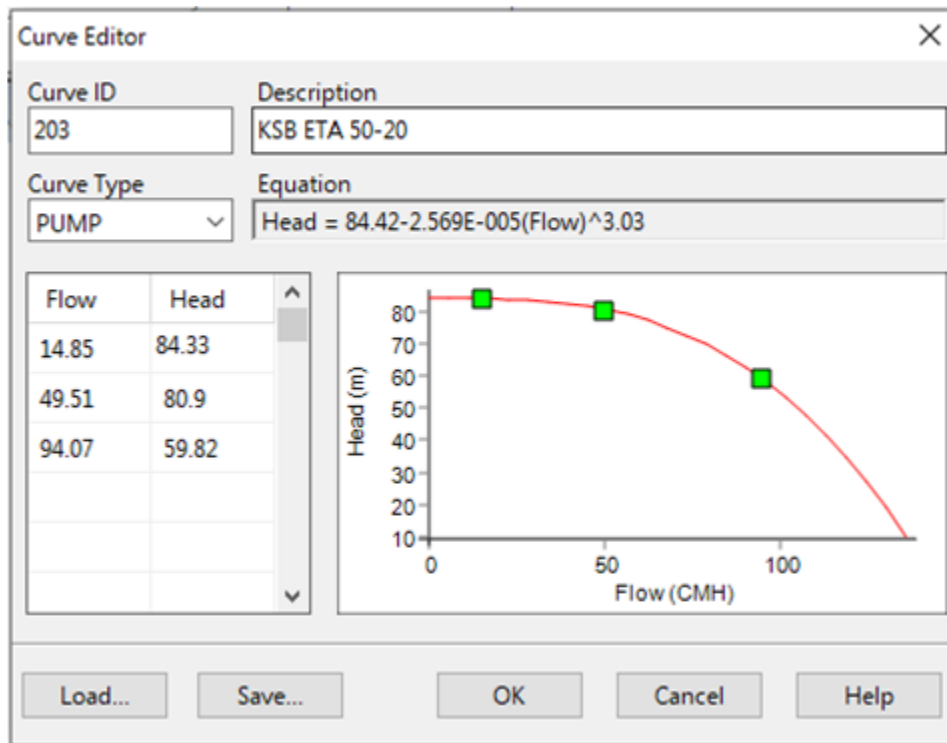 Curve Editor
Curve ID Description
203 KSB ETA 50-20
Curve Type Equation
PUMP Head = 84.42-2.569E-005(Flow)^3.03
Flow Head
14.85 84.33
49.51 80.9
94.07 59.82
Head (m)
80
70
60
50
40
30
20
10
0 50 100
Flow (CMH)
Load... Save... OK Cancel Help